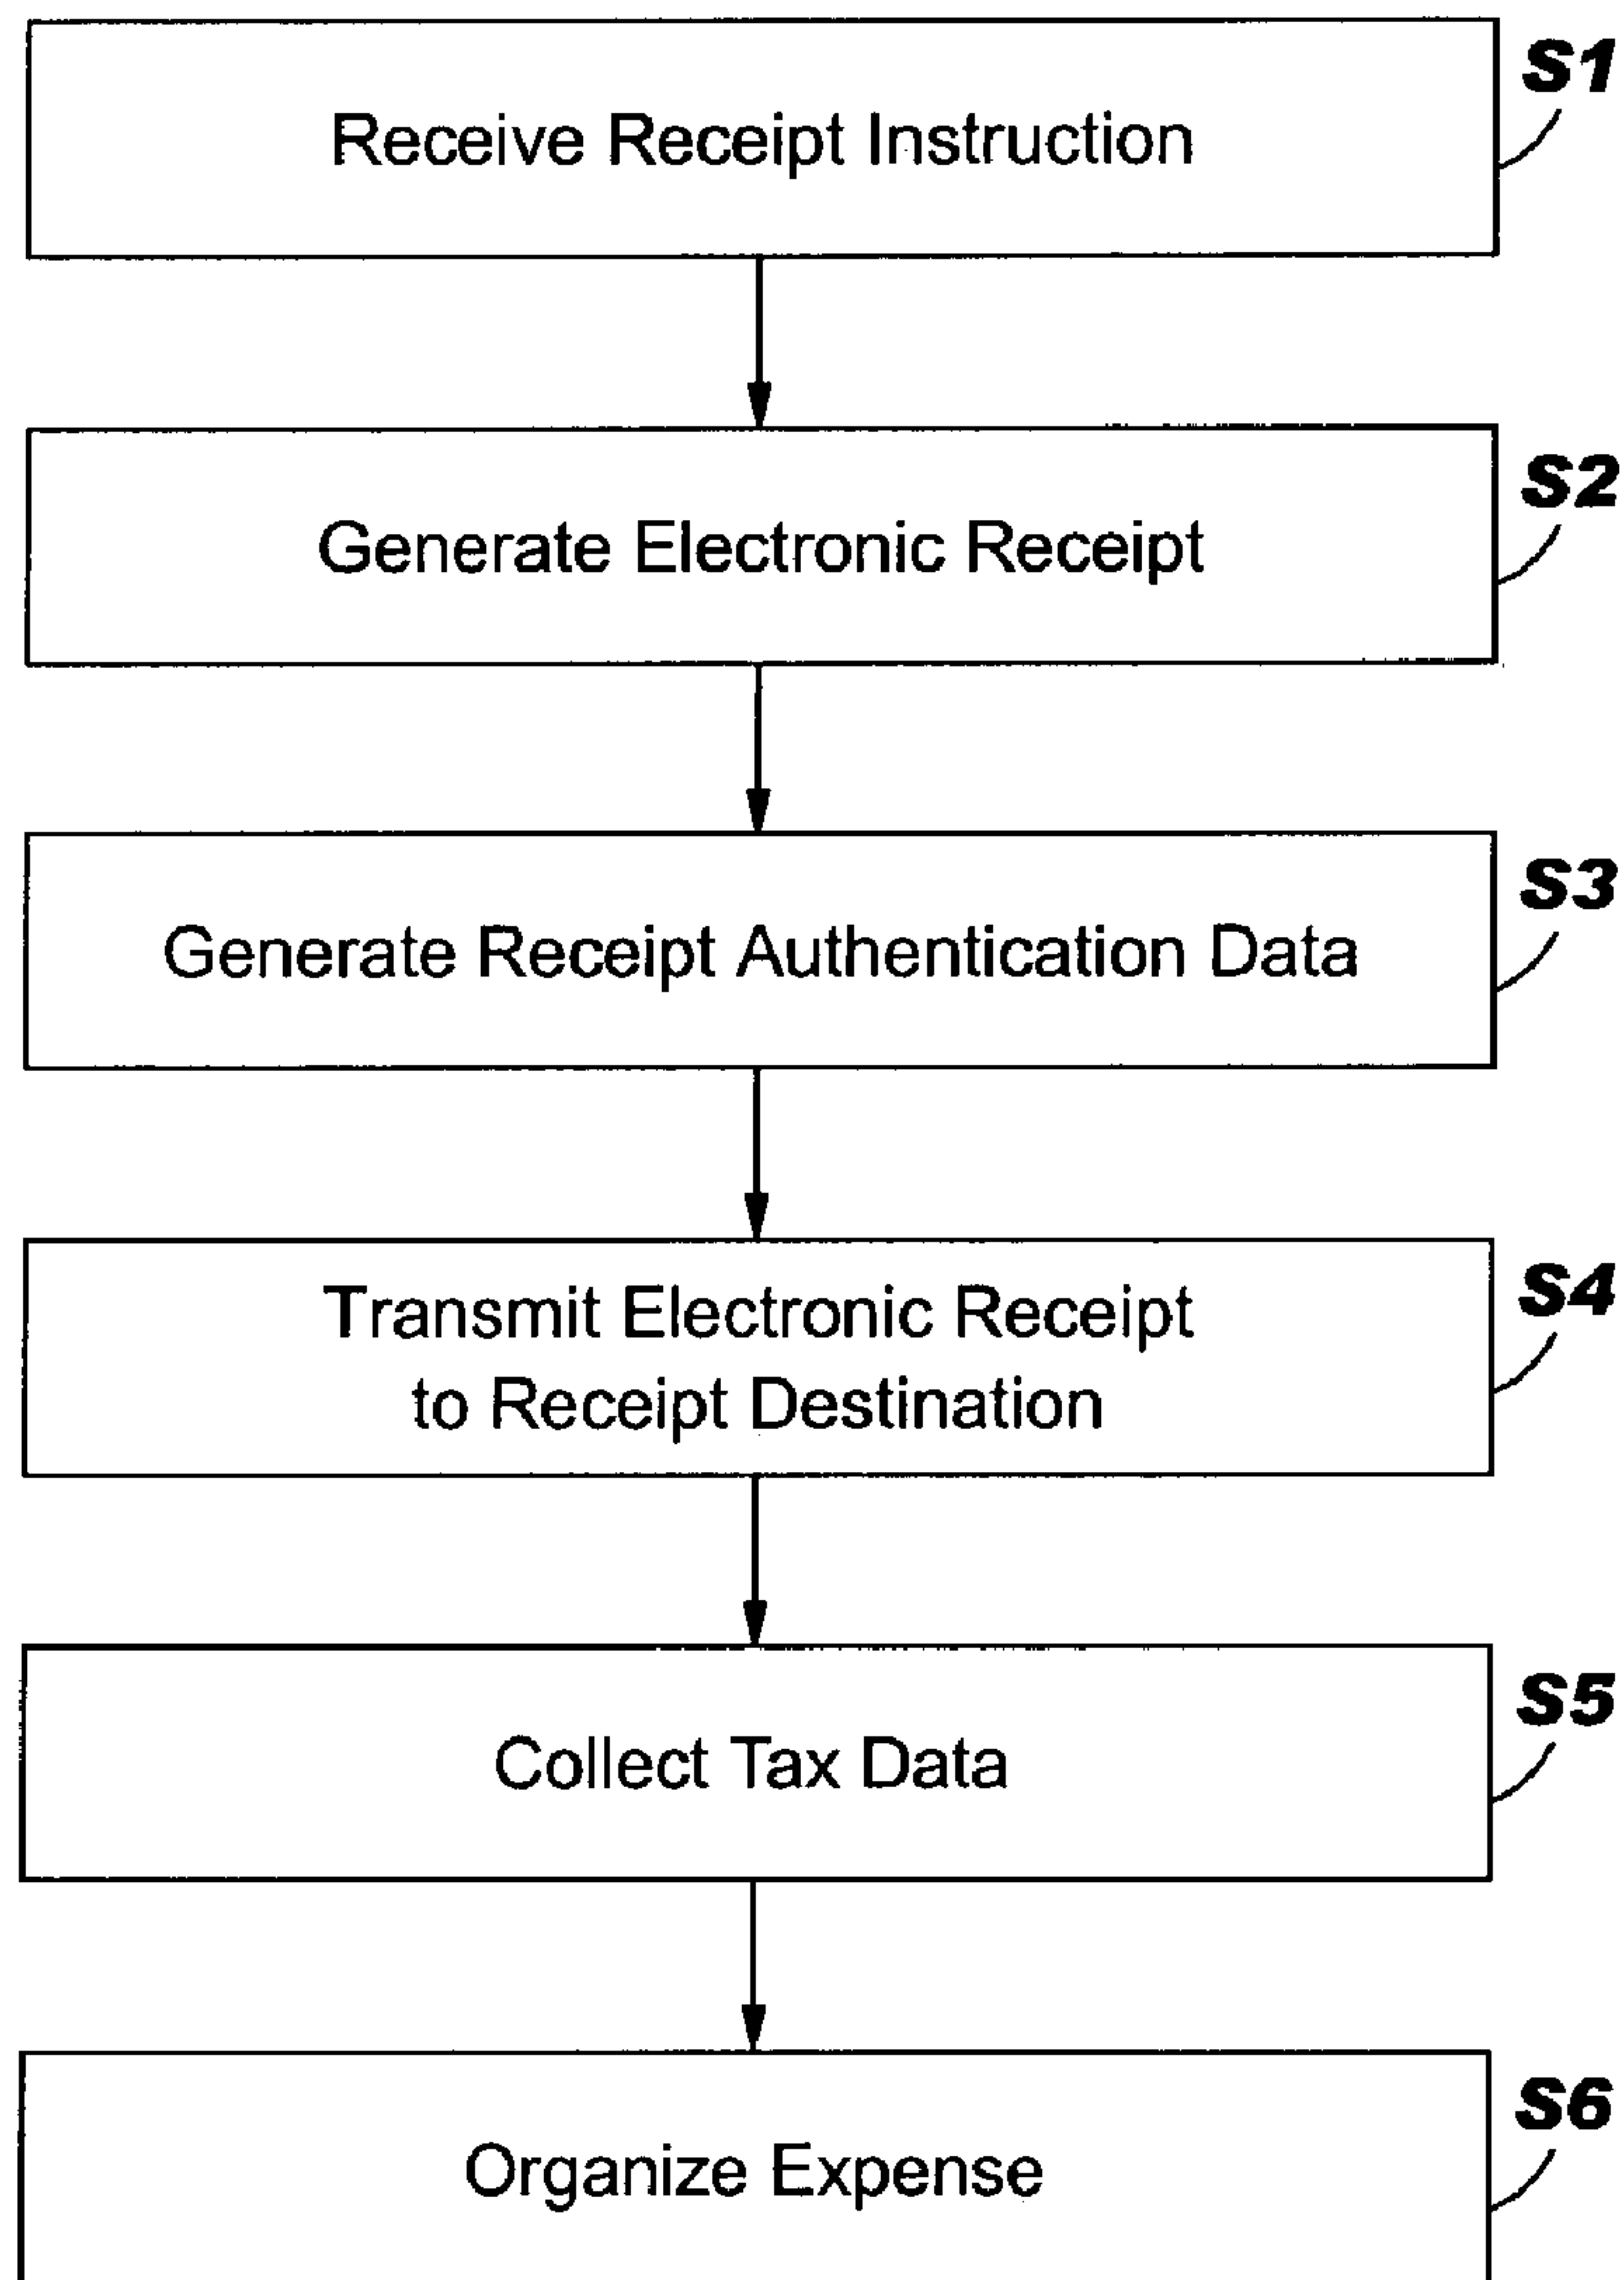 Receive Receipt Instruction
S1
Generate Electronic Receipt
S2
Generate Receipt Authentication Data
S3
Transmit Electronic Receipt
to Receipt Destination
S4
Collect Tax Data
S5
Organize Expense
S6